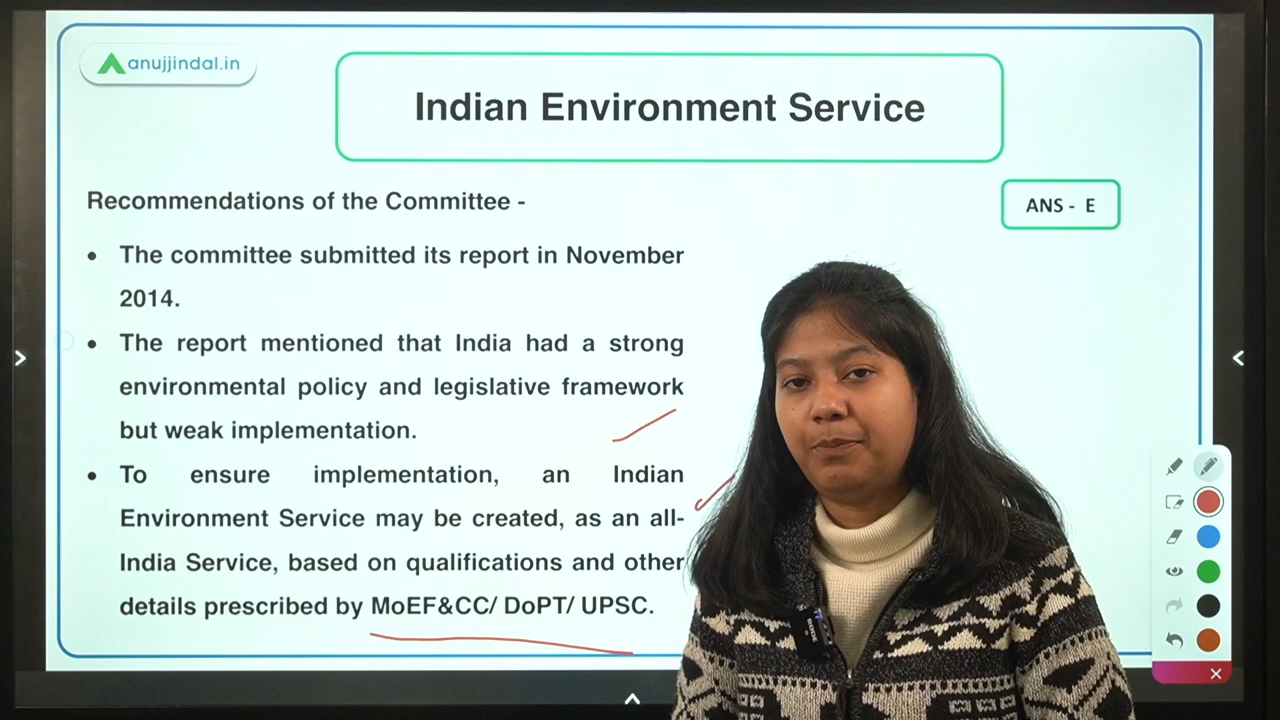 anujjindal.in
Indian Environment Service
Recommendations of the Committee -
ANS - E
• The committee submitted its report in November
2014.
• The report mentioned that India had a strong
environmental policy and legislative framework
but weak implementation.
• To ensure implementation, an Indian
Environment Service may be created, as an all-
India Service, based on qualifications and other
details prescribed by MoEF&CC/ DoPT/ UPSC.